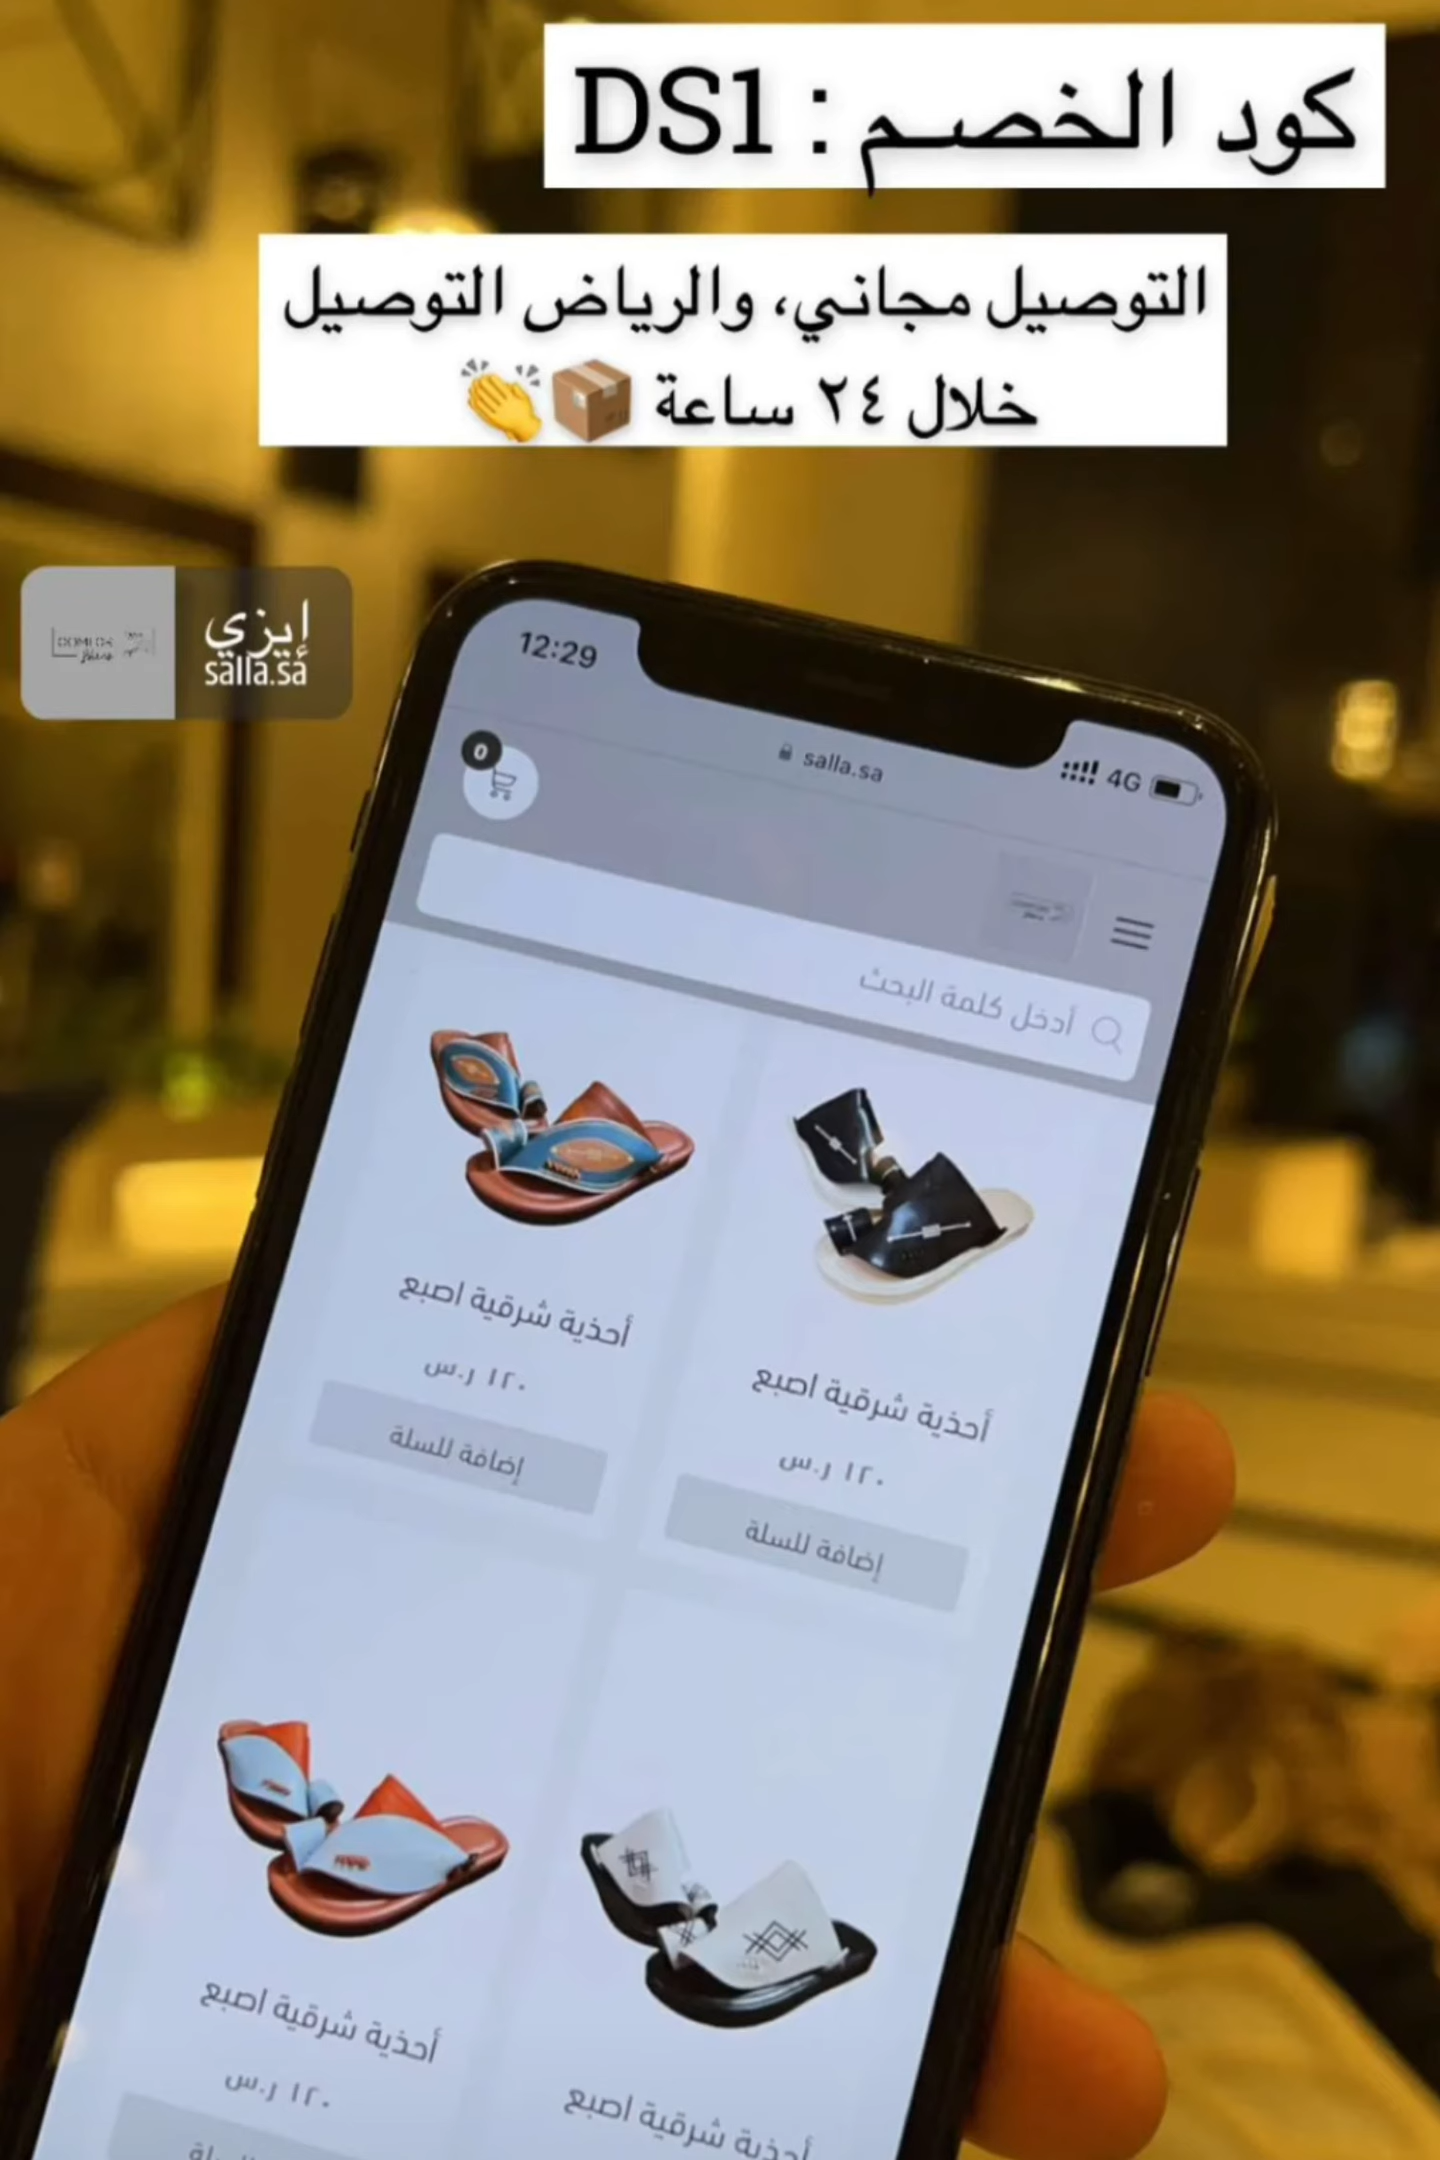 كود الخصم : DS1
التوصيل مجاني، والرياض التوصيل
خلال ٢٤ ساعة 📦👏
إيزي
salla.sa
12:29
salla.sa
4G
0
أدخل كلمة البحث
أحذية شرقية اصبع
١٢٠ ر.س
إضافة للسلة
أحذية شرقية اصبع
١٢٠ ر.س
إضافة للسلة
أحذية شرقية اصبع
أحذية شرقية اصبع
١٢٠ ر.س